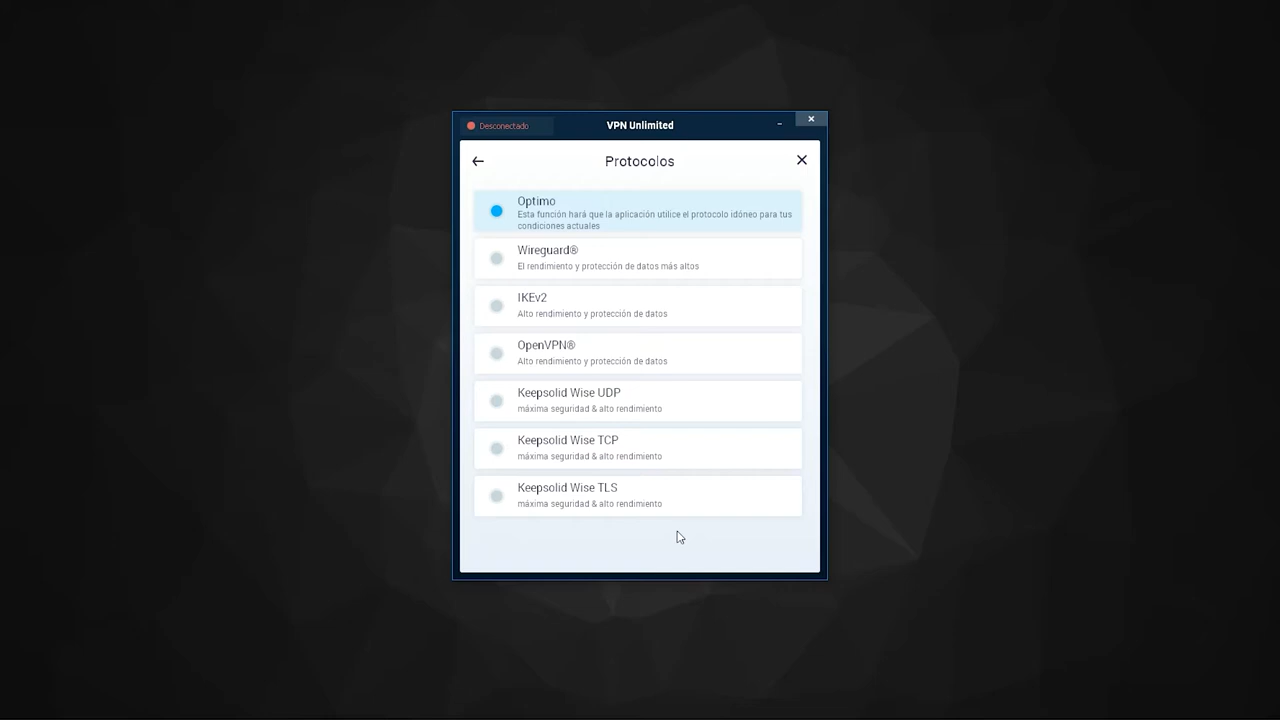 Desconectado
VPN Unlimited
Protocolos
Optimo
Esta función hará que la aplicación utilice el protocolo idóneo para tus
condiciones actuales
Wireguard®
El rendimiento y protección de datos más altos
IKEv2
Alto rendimiento y protección de datos
OpenVPN®
Alto rendimiento y protección de datos
Keepsolid Wise UDP
máxima seguridad & alto rendimiento
Keepsolid Wise TCP
máxima seguridad & alto rendimiento
Keepsolid Wise TLS
máxima seguridad & alto rendimiento